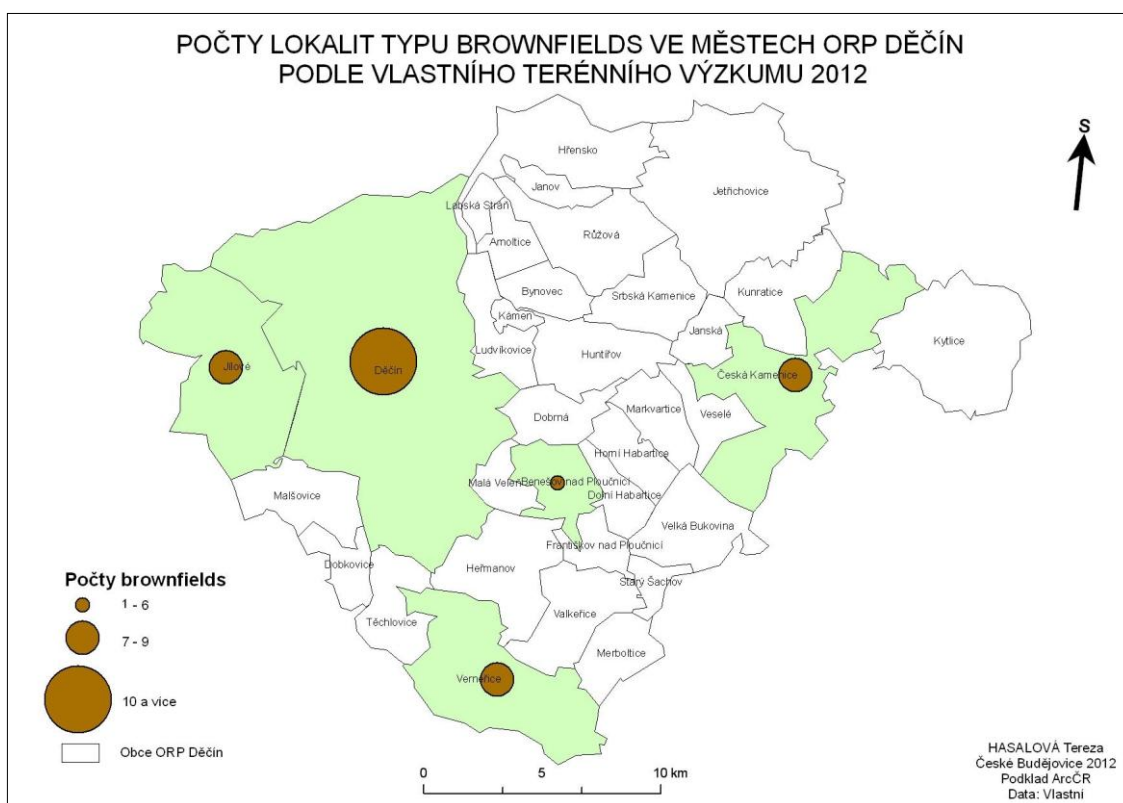 POČTY LOKALIT TYPU BROWNFIELDS VE MĚSTECH ORP DĚČÍN
PODLE VLASTNÍHO TERÉNNÍHO VÝZKUMU 2012
S
Hřensko
Janov
Jetřichovice
Labská Stráň
Arnoltice
Růžová
Bynovec
Srbská Kamenice
Kunratice
Kámen
Janská
Kytlice
Ludvíkovice
Huntířov
Jílové
Děčín
Česká Kamenice
Dobrná
Markvartice
Veselé
Horní Habartice
Malá Veleň
Benešov nad Ploučnicí
Dolní Habartice
Malšovice
Velká Bukovina
Františkov nad Ploučnicí
Dobkovice
Heřmanov
Starý Šachov
Valkeřice
Těchlovice
Merboltice
Verneřice
Počty brownfields
1 - 6
7 - 9
10 a více
Obce ORP Děčín
0 5 10 km
HASALOVÁ Tereza
České Budějovice 2012
Podklad ArcČR
Data: Vlastní